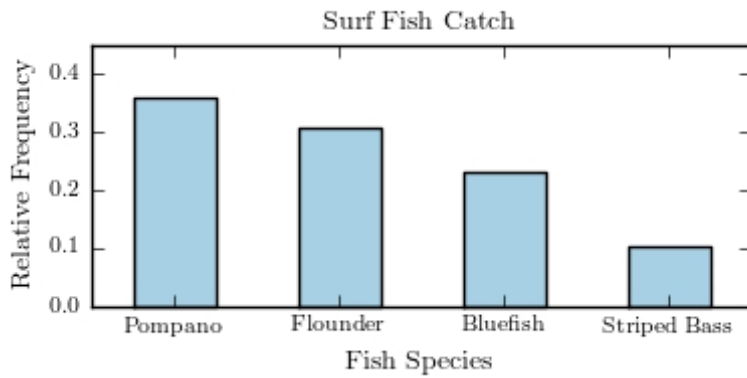 Surf Fish Catch
Relative Frequency
0.4
0.3
0.2
0.1
0.0
Pompano Flounder Bluefish Striped Bass
Fish Species